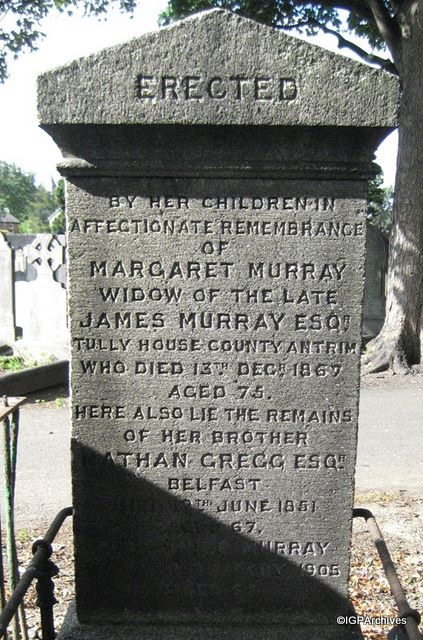 ERECTED
BY HER CHILDREN IN
AFFECTIONATE REMEMBRANCE
OF
MARGARET MURRAY
WIDOW OF THE LATE
JAMES MURRAY ESQR
TULLY HOUSE COUNTY ANTRIM
WHO DIED 13TH DECR 1867
AGED 75.
HERE ALSO LIE THE REMAINS
OF HER BROTHER
NATHAN GREGG ESQR
BELFAST
JUNE 1851
67.
MURRAY
1905
©IGPArchives